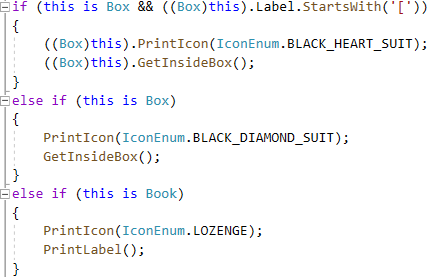 if (this is Box && ((Box)this).Label.StartsWith('['))
{
((Box)this).PrintIcon(IconEnum.BLACK_HEART_SUIT);
((Box)this).GetInsideBox();
}
else if (this is Box)
{
PrintIcon(IconEnum.BLACK_DIAMOND_SUIT);
GetInsideBox();
}
else if (this is Book)
{
PrintIcon(IconEnum.LOZENGE);
PrintLabel();
}